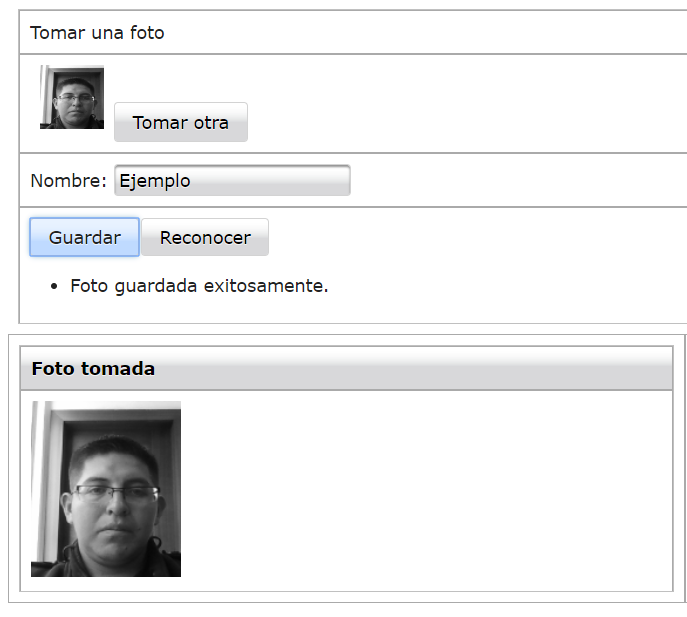 Tomar una foto
Tomar otra
Nombre: Ejemplo
Guardar Reconocer
Foto guardada exitosamente.
Foto tomada